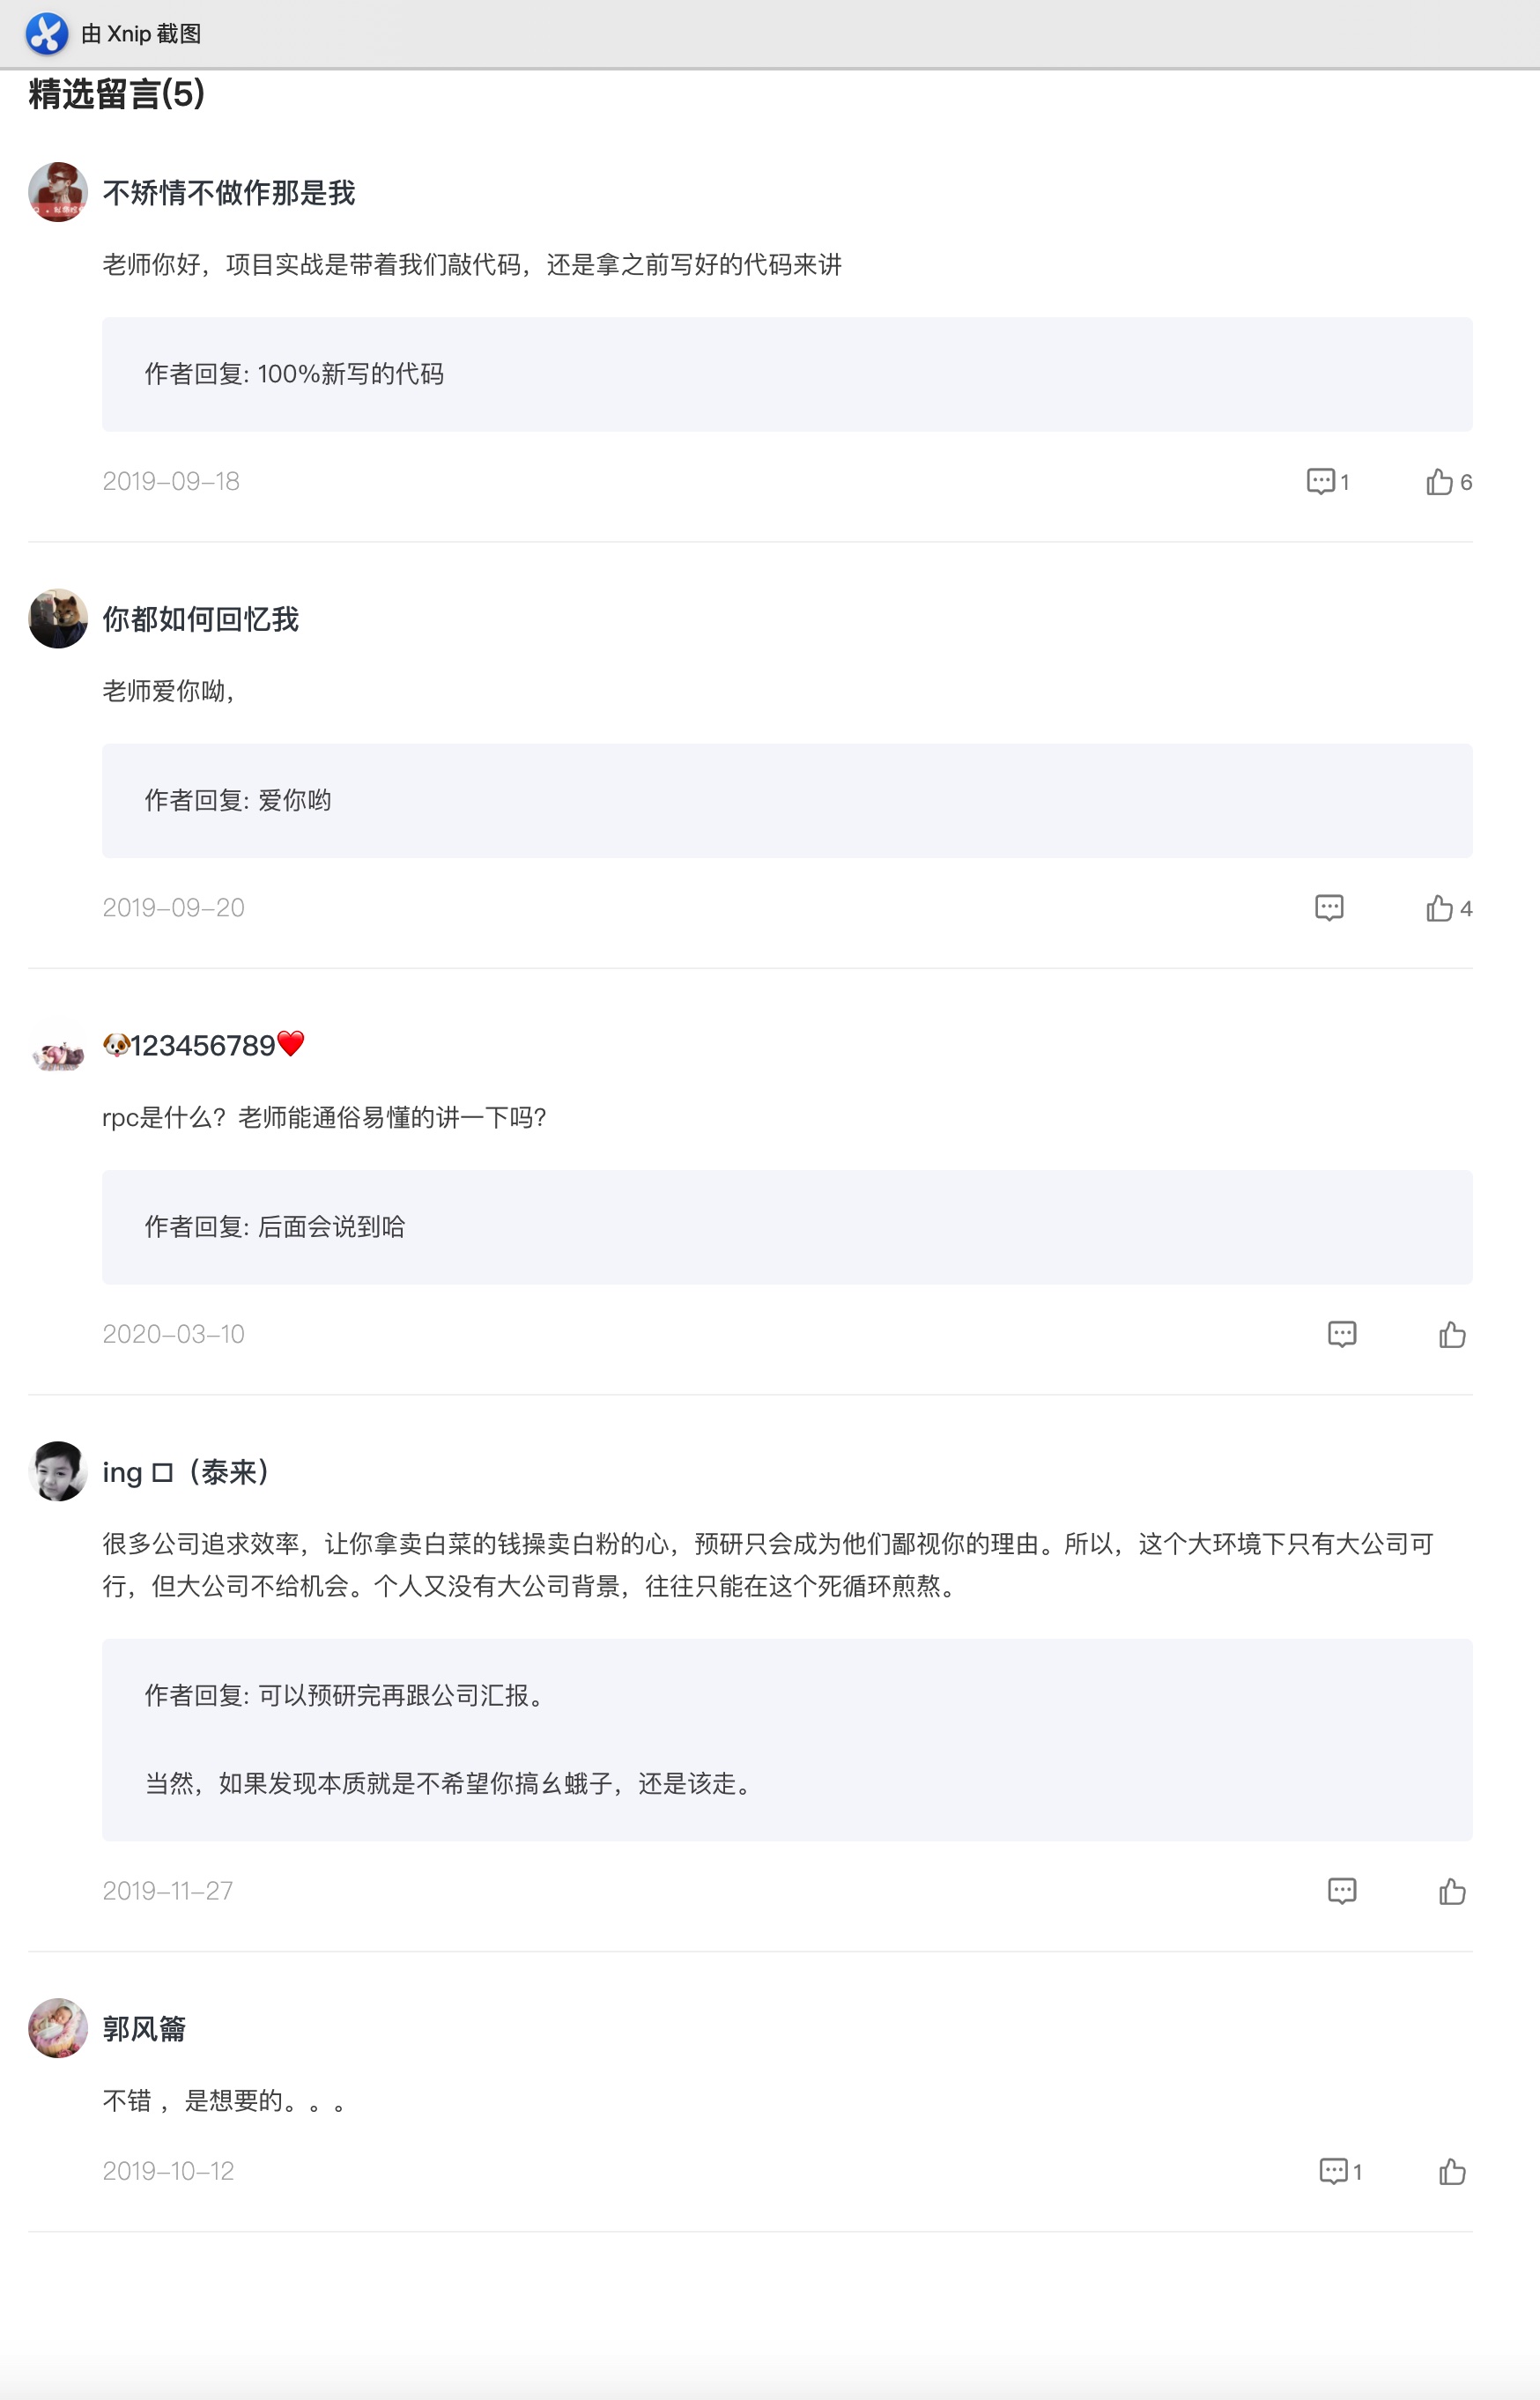 由 Xnip 截图
精选留言(5)
不矫情不做作那是我
老师你好，项目实战是带着我们敲代码，还是拿之前写好的代码来讲
作者回复: 100%新写的代码
2019-09-18
1
6
你都如何回忆我
老师爱你呦，
作者回复: 爱你哟
2019-09-20
4
🐶123456789❤️
rpc是什么？老师能通俗易懂的讲一下吗？
作者回复: 后面会说到哈
2020-03-10
ing 口（泰来）
很多公司追求效率，让你拿卖白菜的钱操卖白粉的心，预研只会成为他们鄙视你的理由。所以，这个大环境下只有大公司可
行，但大公司不给机会。个人又没有大公司背景，往往只能在这个死循环煎熬。
作者回复: 可以预研完再跟公司汇报。
当然，如果发现本质就是不希望你搞幺蛾子，还是该走。
2019-11-27
郭风籥
不错 ，是想要的。。。
2019-10-12
1